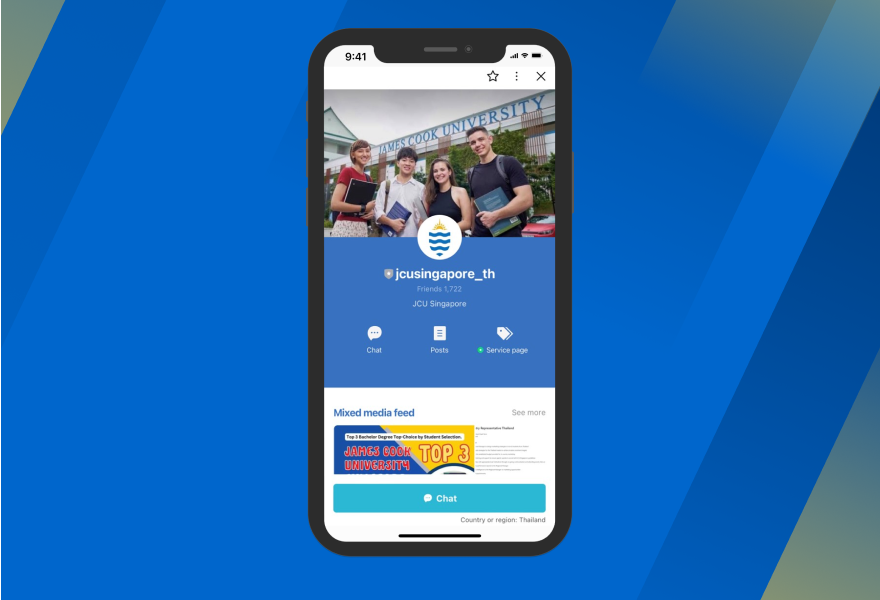 9:41
JAMES COOK UNIVERSITY
jcusingapore_th
Friends 1,722
JCU Singapore
Chat
Posts
Service page
Mixed media feed
See more
Top 3 Bachelor Degree Top-Choice by Student Selection.
JAMES COOK
UNIVERSITY
TOP 3
Representative Thailand
Chat
Country or region: Thailand